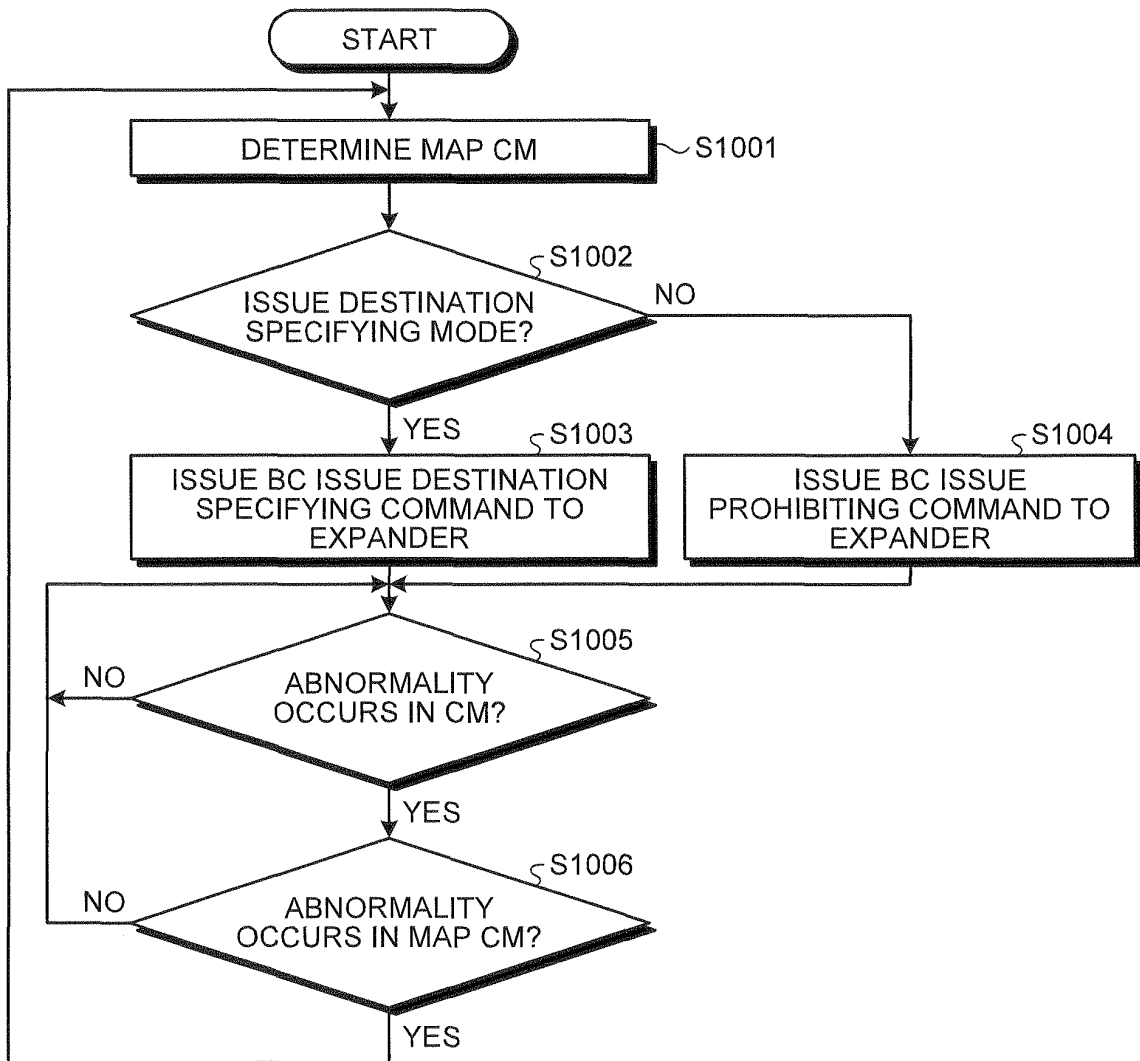 START
DETERMINE MAP CM
S1001
S1002
ISSUE DESTINATION
SPECIFYING MODE?
NO
YES
S1003
ISSUE BC ISSUE DESTINATION
SPECIFYING COMMAND TO
EXPANDER
S1004
ISSUE BC ISSUE
PROHIBITING COMMAND TO
EXPANDER
S1005
NO
ABNORMALITY
OCCURS IN CM?
YES
S1006
NO
ABNORMALITY
OCCURS IN MAP CM?
YES